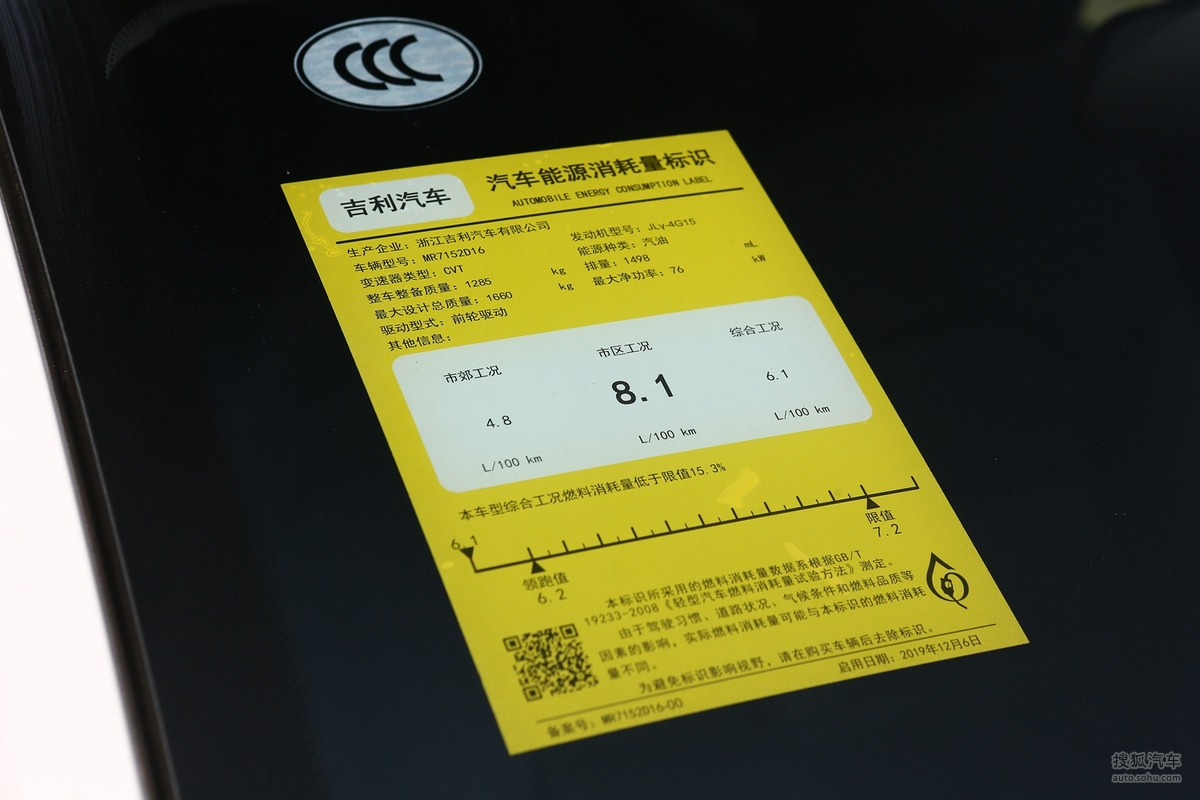 CCC
吉利汽车
汽车能源消耗量标识
AUTOMOBILE ENERGY CONSUMPTION LABEL
生产企业：浙江吉利汽车有限公司
车辆型号：MR7152D16
变速器类型：CVT
整车整备质量：1285 kg
最大设计总质量：1660 kg
驱动型式：前轮驱动
其他信息：
发动机型号：JLγ-4G15
能源种类：汽油
排量：1498 mL
最大净功率：76 kW
市郊工况 市区工况 综合工况
4.8 8.1 6.1
L/100 km L/100 km L/100 km
本车型综合工况燃料消耗量低于限值15.3%
6.1
领跑值
6.2
限值
7.2
本标识所采用的燃料消耗量数据系根据GB/T
19233-2008《轻型汽车燃料消耗量试验方法》测定。
由于驾驶习惯、道路状况、气候条件和燃料品质等
因素的影响，实际燃料消耗量可能与本标识的燃料消耗
量不同。
为避免标识影响视野，请在购买车辆后去除标识。
备案号：MR7152D16-00
启用日期：2019年12月6日
搜狐汽车
auto.sohu.com